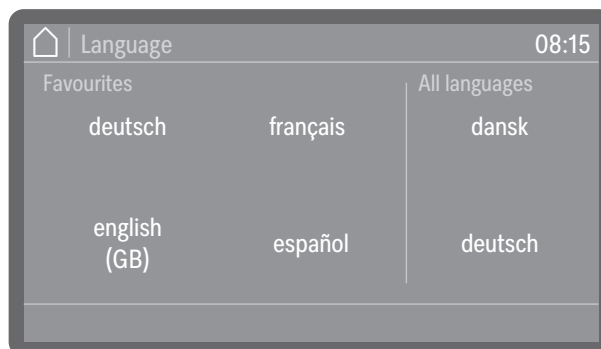 Language 08:15
Favourites All languages
deutsch français dansk
english
(GB) español deutsch